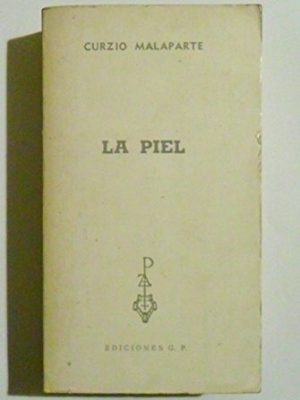 CURZIO MALAPARTE
LA PIEL
EDICIONES G. P.